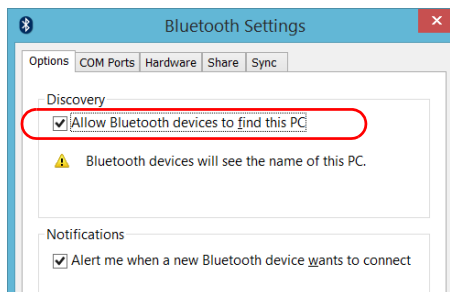 Bluetooth Settings
Options COM Ports Hardware Share Sync
Discovery
Allow Bluetooth devices to find this PC
Bluetooth devices will see the name of this PC.
Notifications
Alert me when a new Bluetooth device wants to connect